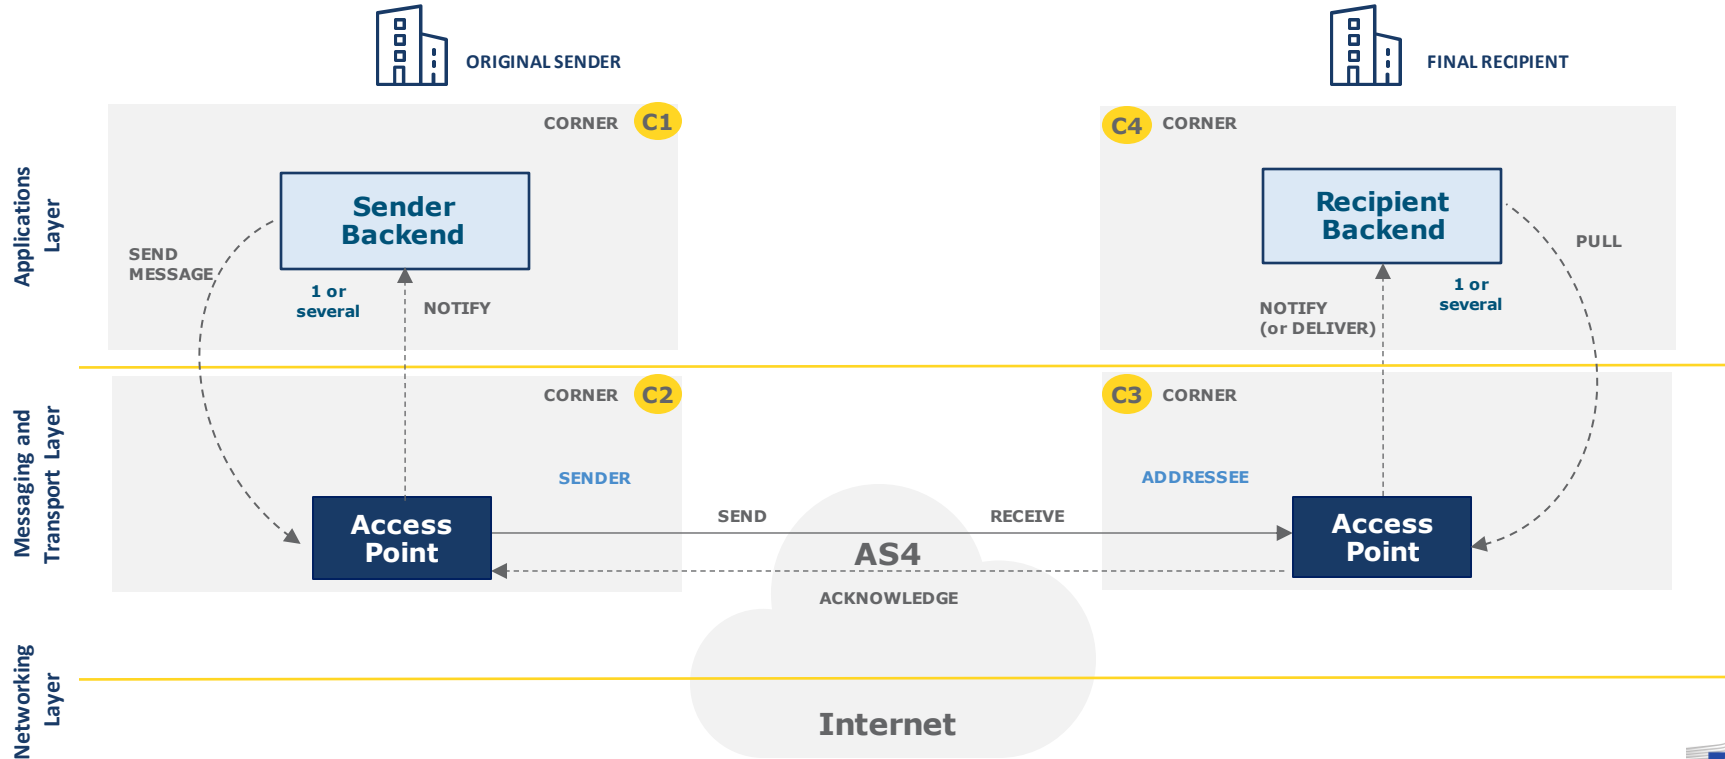 ORIGINAL SENDER
FINAL RECIPIENT
CORNER C1
C4 CORNER
Applications
Layer
Sender
Backend
Recipient
Backend
SEND
MESSAGE
PULL
1 or
several
NOTIFY
1 or
several
NOTIFY
(or DELIVER)
CORNER C2
C3 CORNER
Messaging and
Transport Layer
SENDER
ADDRESSEE
Access
Point
SEND
RECEIVE
Access
Point
AS4
ACKNOWLEDGE
Networking
Layer
Internet